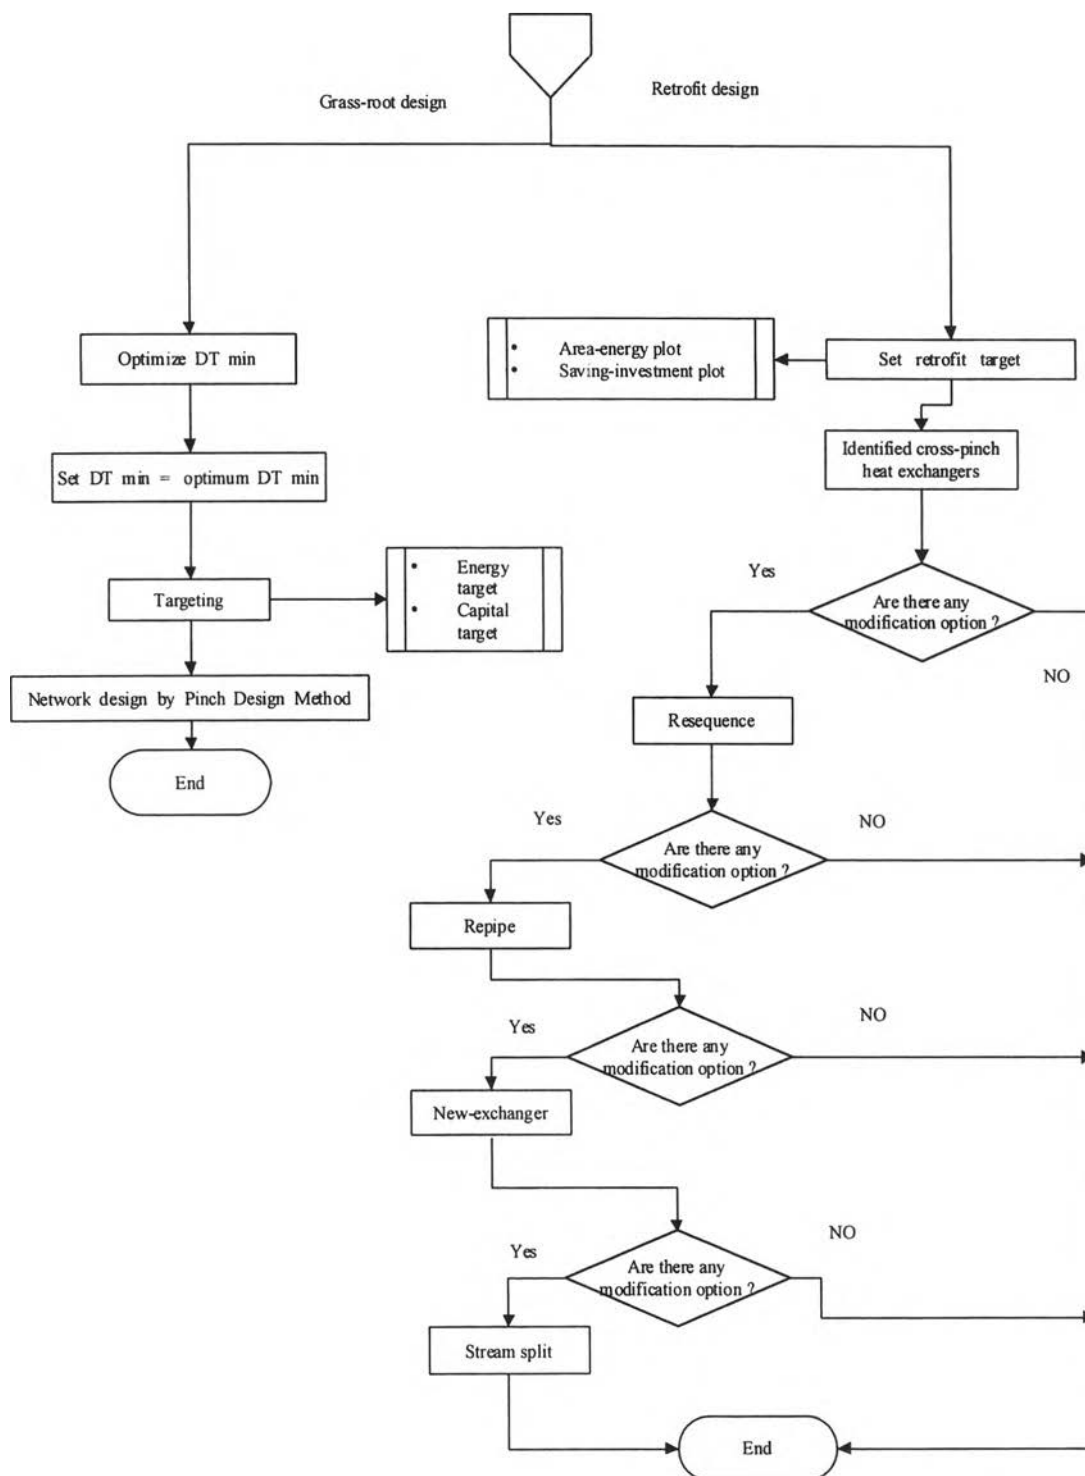 Grass-root design
Retrofit design
Optimize DT min
Set DT min = optimum DT min
Targeting
• Energy
target
• Capital
target
Network design by Pinch Design Method
End
• Area-energy plot
• Saving-investment plot
Set retrofit target
Identified cross-pinch
heat exchangers
Yes
Are there any
modification option ?
NO
Resequence
Yes
Are there any
modification option ?
NO
Repipe
Yes
Are there any
modification option ?
NO
New-exchanger
Yes
Are there any
modification option ?
NO
Stream split
End